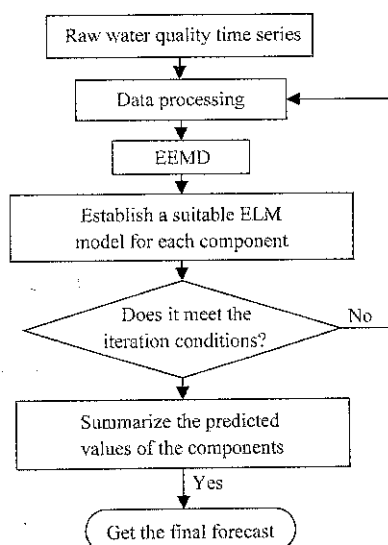 Raw water quality time series
Data processing
EEMD
Establish a suitable ELM
model for each component
Does it meet the
iteration conditions?
No
Summarize the predicted
values of the components
Yes
Get the final forecast